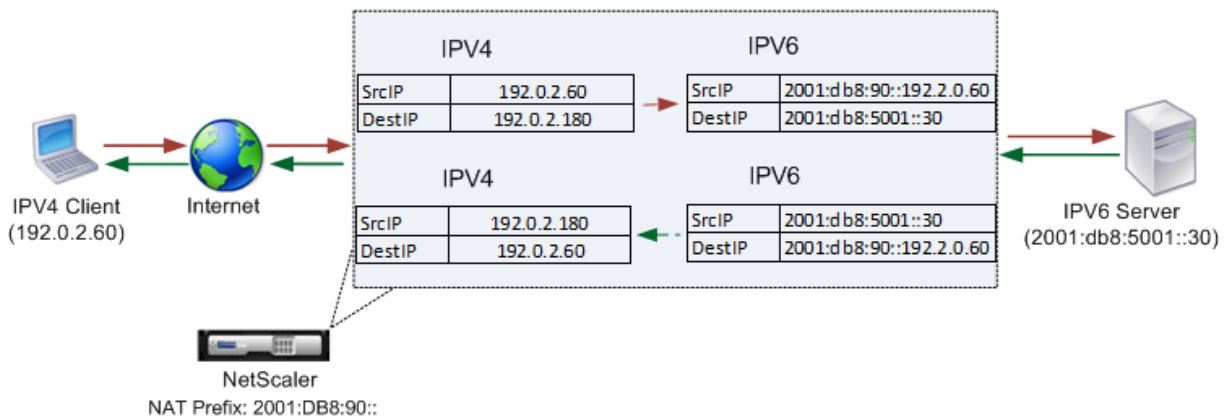 IPV4 IPV6
SrcIP 192.0.2.60 SrcIP 2001:db8:90::192.2.0.60
DestIP 192.0.2.180 DestIP 2001:db8:5001::30
IPV4 IPV6
SrcIP 192.0.2.180 SrcIP 2001:db8:5001::30
DestIP 192.0.2.60 DestIP 2001:db8:90::192.2.0.60
IPV4 Client
(192.0.2.60)
Internet
IPV6 Server
(2001:db8:5001::30)
NetScaler
NAT Prefix: 2001:DB8:90::